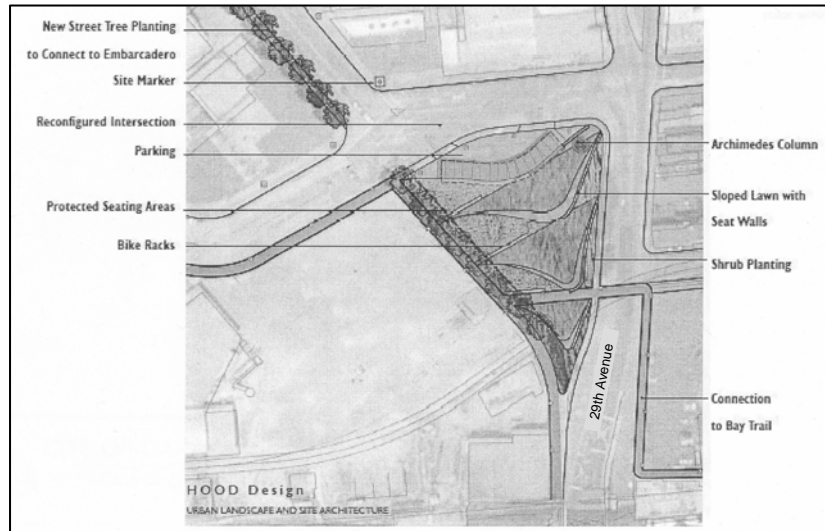 New Street Tree Planting
to Connect to Embarcadero
Site Marker
Reconfigured Intersection
Parking
Protected Seating Areas
Bike Racks
Archimedes Column
Sloped Lawn with
Seat Walls
Shrub Planting
29th Avenue
Connection
to Bay Trail
HOOD Design
URBAN LANDSCAPE AND SITE ARCHITECTURE